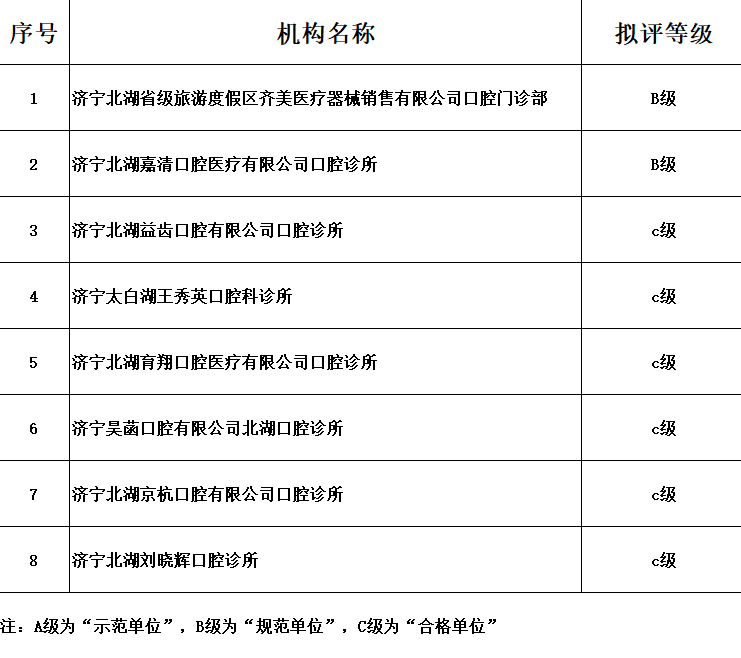 序号 机构名称 拟评等级
1 济宁北湖省级旅游度假区齐美医疗器械销售有限公司口腔门诊部 B级
2 济宁北湖嘉清口腔医疗有限公司口腔诊所 B级
3 济宁北湖益齿口腔有限公司口腔诊所 c级
4 济宁太白湖王秀英口腔科诊所 c级
5 济宁北湖育翔口腔医疗有限公司口腔诊所 c级
6 济宁昊菡口腔有限公司北湖口腔诊所 c级
7 济宁北湖京杭口腔有限公司口腔诊所 c级
8 济宁北湖刘晓辉口腔诊所 c级
注：A级为“示范单位”，B级为“规范单位”，C级为“合格单位”